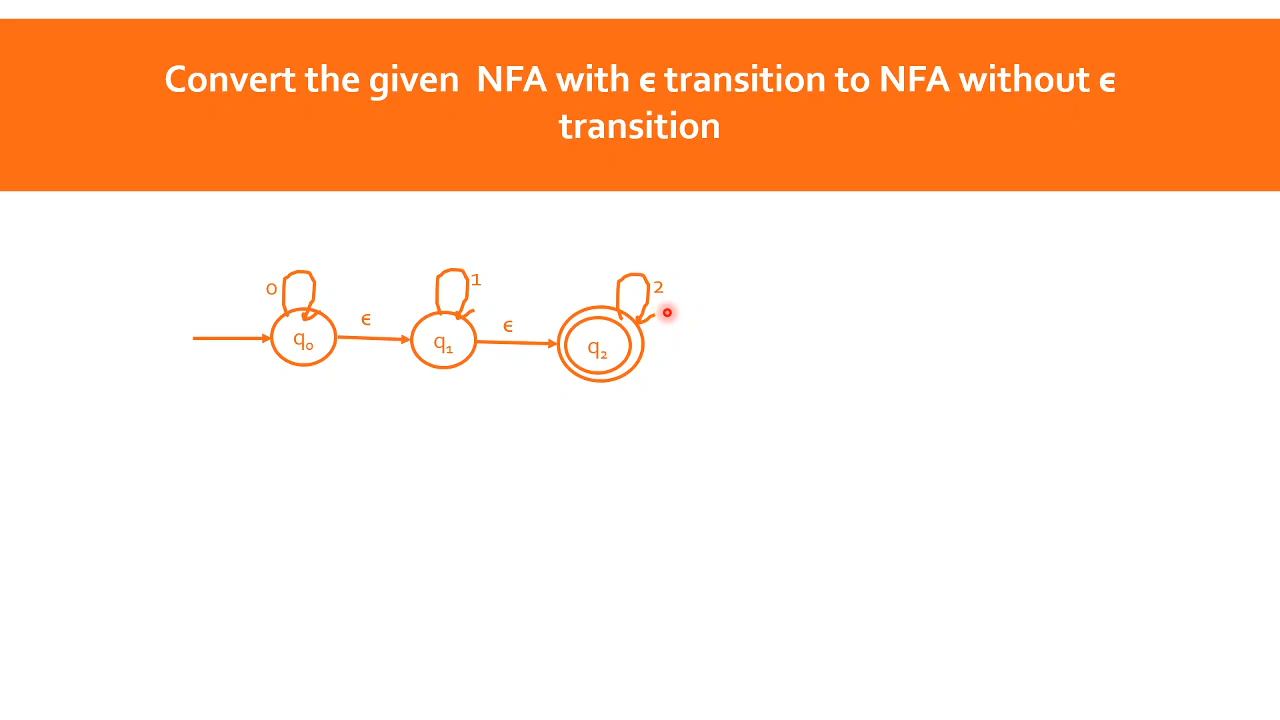 Convert the given NFA with ϵ transition to NFA without ϵ
transition
0 1 2
ϵ ϵ
q₀ q₁ q₂